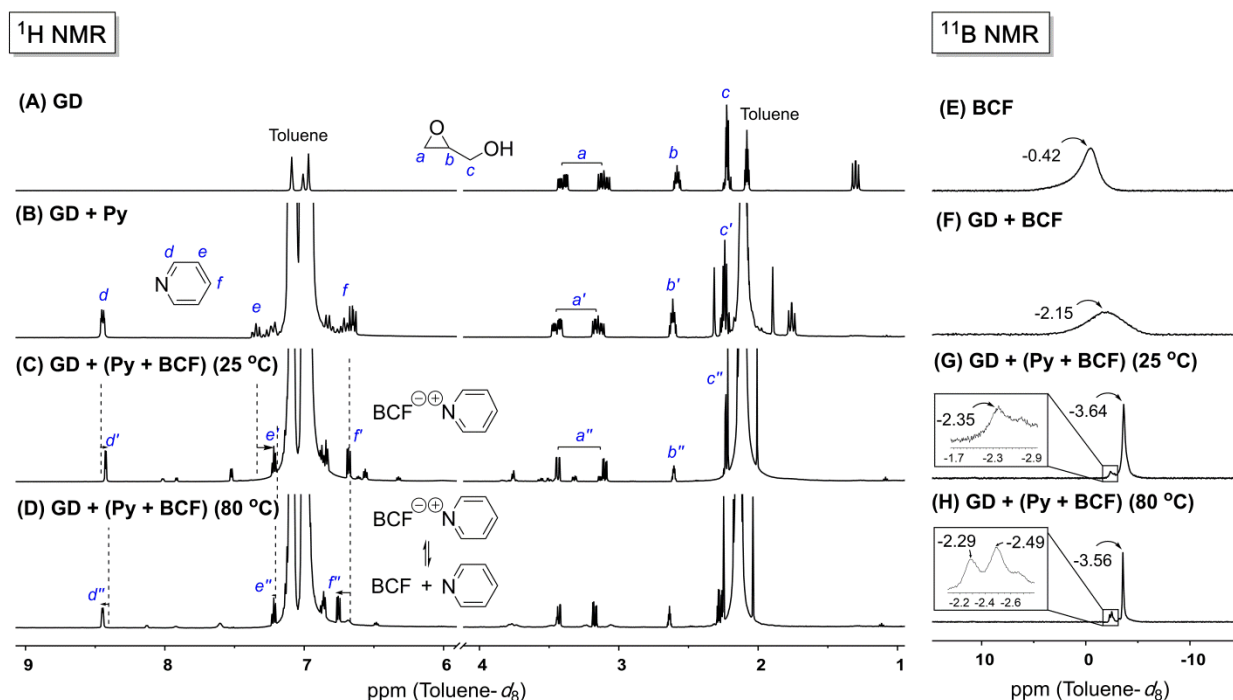 ¹H NMR
¹¹B NMR
(A) GD
Toluene
O
OH
a
b
c
a
b
c
Toluene
(B) GD + Py
d
e
N
f
d
e
f
a'
b'
c'
(C) GD + (Py + BCF) (25 °C)
d'
e'
f'
BCF⊖⊕N
a''
b''
c''
(D) GD + (Py + BCF) (80 °C)
d''
e''
f''
BCF⊖⊕N
⇌
BCF + N
9 8 7 6 4 3 2 1
ppm (Toluene-d₈)
(E) BCF
-0.42
(F) GD + BCF
-2.15
(G) GD + (Py + BCF) (25 °C)
-2.35
-3.64
-1.7 -2.3 -2.9
(H) GD + (Py + BCF) (80 °C)
-2.29 -2.49
-3.56
-2.2 -2.4 -2.6
10 0 -10
ppm (Toluene-d₈)